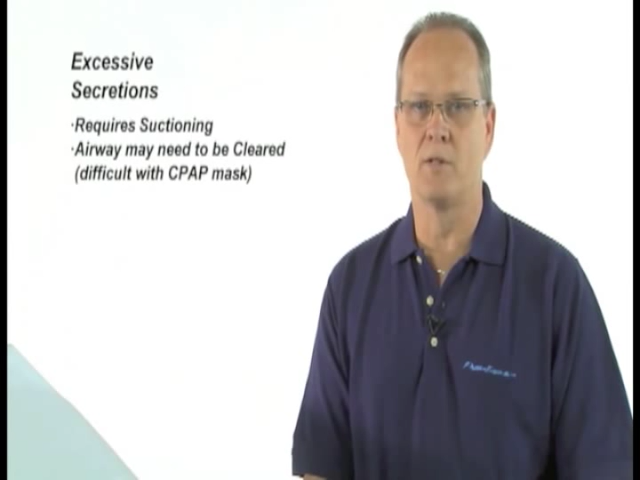 Excessive
Secretions
·Requires Suctioning
·Airway may need to be Cleared
(difficult with CPAP mask)